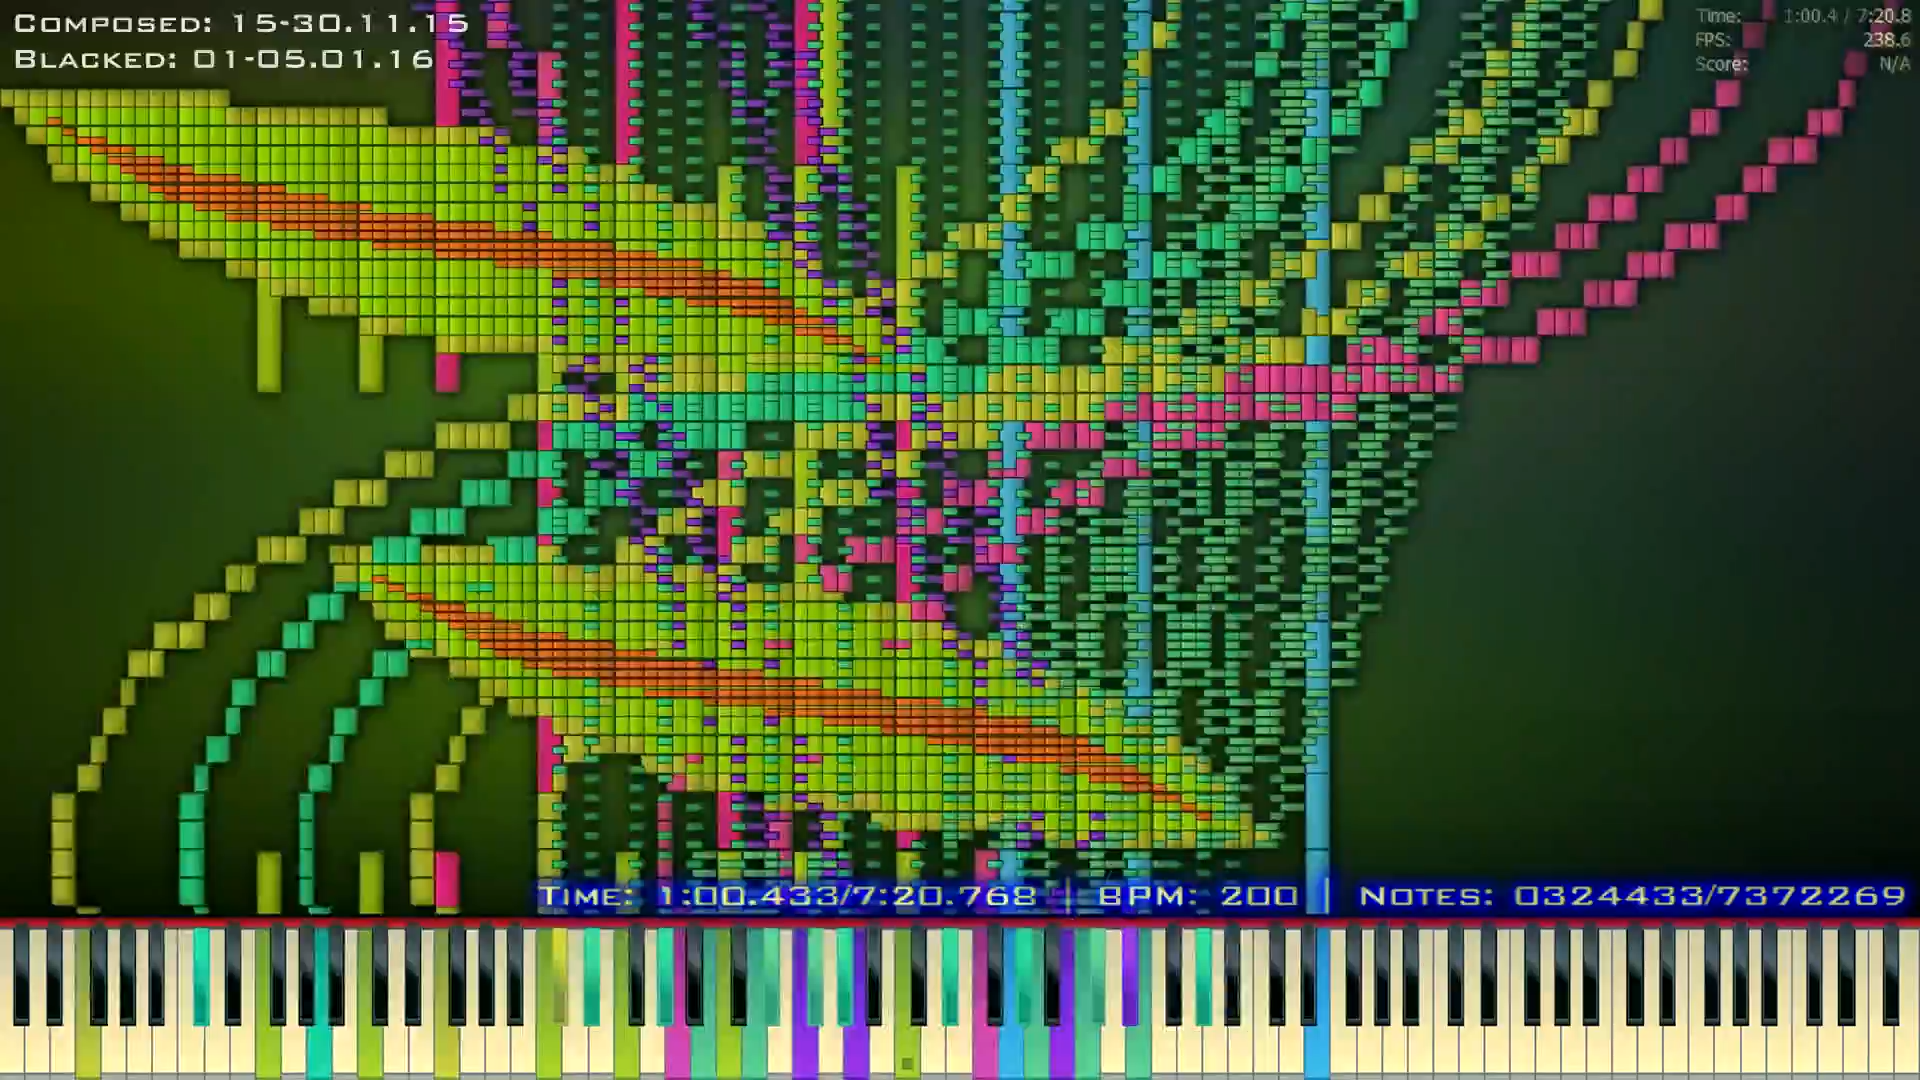 Composed: 15-30.11.15
Blacked: 01-05.01.16
Time: 1:00.4 / 7:20.8
FPS: 238.6
Score: N/A
Time: 1:00.433/7:20.768 | BPM: 200 | Notes: 0324433/7372269